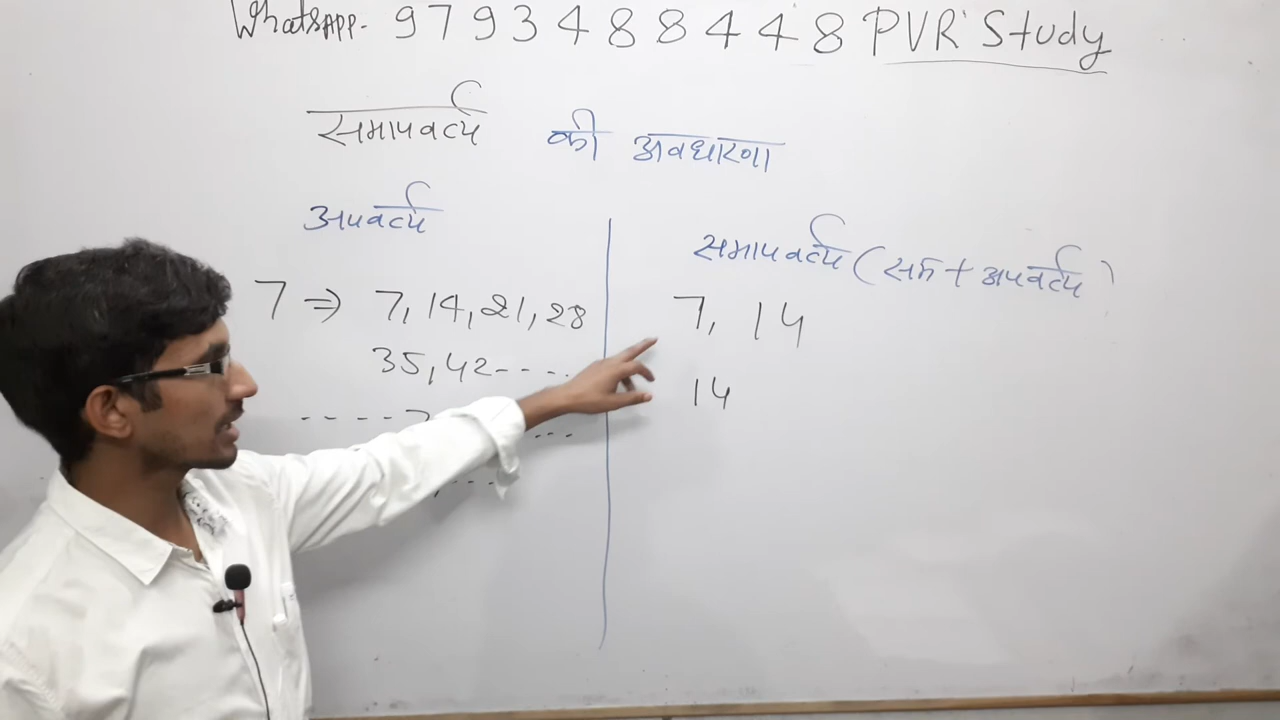 WhatsApp. 9793488448 PVR Study
समापवर्त्य की अवधारणा
अपवर्त्य
7 ⇒ 7, 14, 21, 28
35, 42-----
समापवर्त्य (सम + अपवर्त्य)
7, 14
14